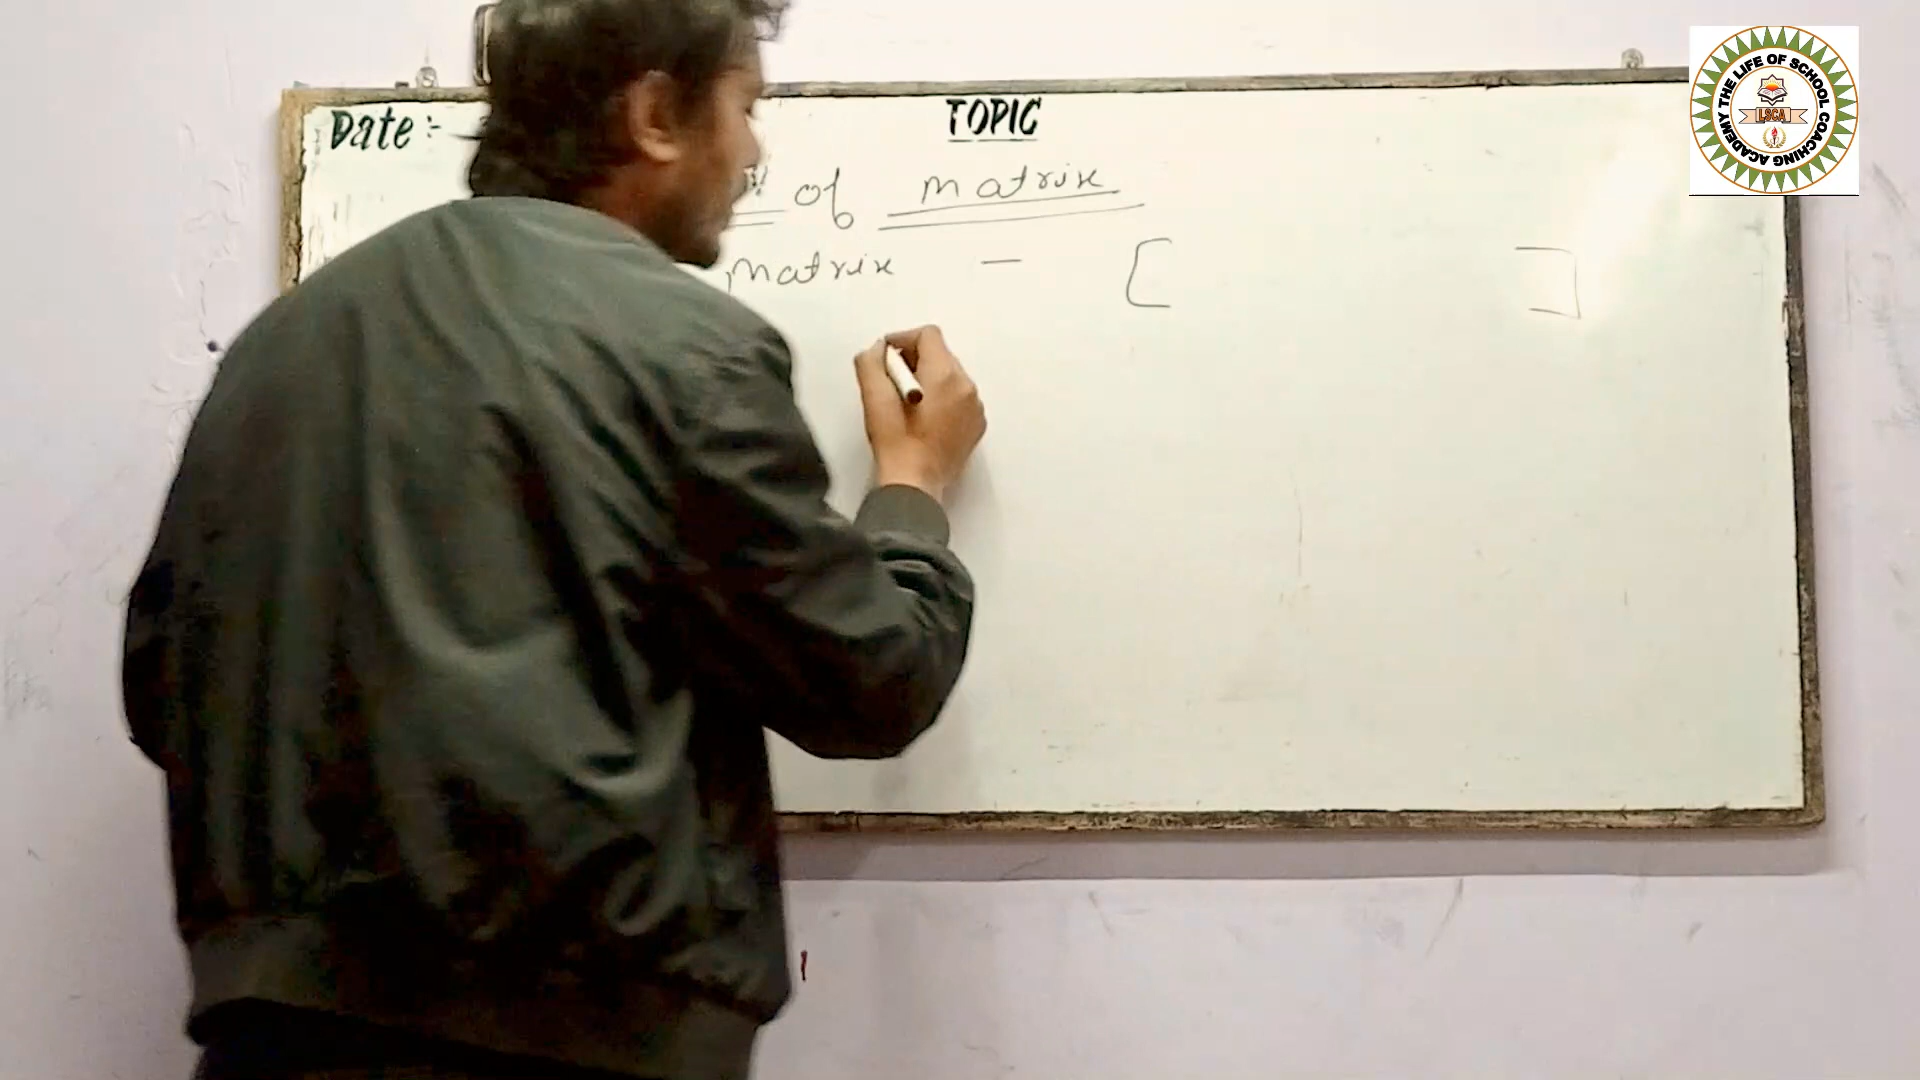 Date :-
TOPIC
of matrix
matrix - [ ]
THE LIFE OF SCHOOL COACHING ACADEMY
LSCA